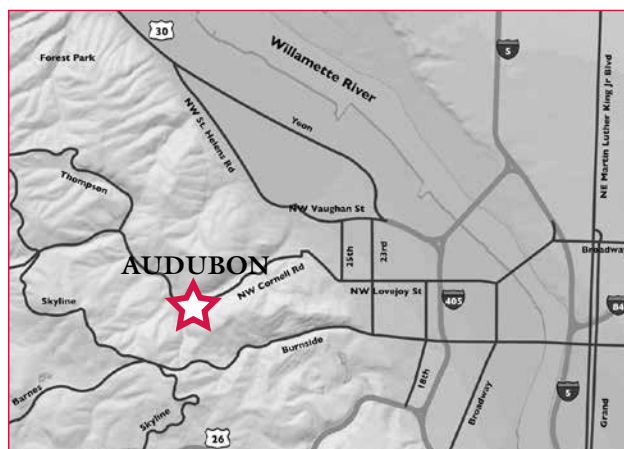 30
5
Forest Park
Willamette River
NE Martin Luther King Jr Blvd
NW St. Helens Rd
Yeon
Thompson
NW Vaughan St
25th
23rd
Broadway
AUDUBON
NW Cornell Rd
NW Lovejoy St
Skyline
405
84
Burnside
18th
Barnes
Broadway
5
Grand
Skyline
26